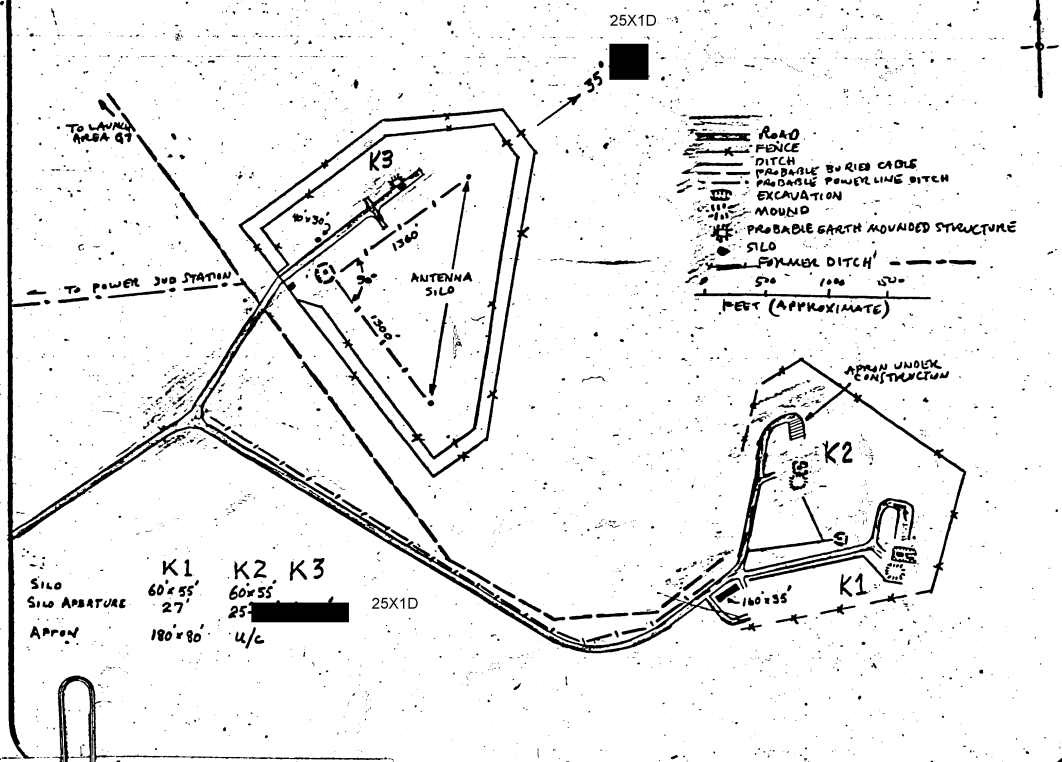 25X1D
35'
TO LAUNCH
AREA G7
K3
40'x30'
1360'
90°
1300'
ANTENNA
SILO
← TO POWER SUB STATION
ROAD
FENCE
DITCH
PROBABLE BURIED CABLE
PROBABLE POWER LINE DITCH
EXCAVATION
MOUND
PROBABLE EARTH MOUNDED STRUCTURE
SILO
FORMER DITCH
0 500 1000 1500
FEET (APPROXIMATE)
APRON UNDER
CONSTRUCTION
K2
K1
160'x35'
K1 K2 K3
SILO 60'x55' 60'x55'
SILO APERTURE 27' 25'
25X1D
APRON 180'x80' U/C